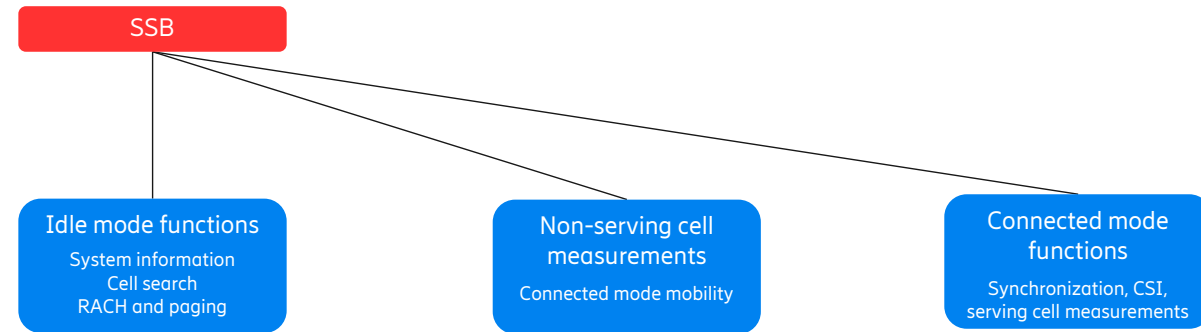 SSB
Idle mode functions
System information
Cell search
RACH and paging
Non-serving cell
measurements
Connected mode mobility
Connected mode
functions
Synchronization, CSI,
serving cell measurements